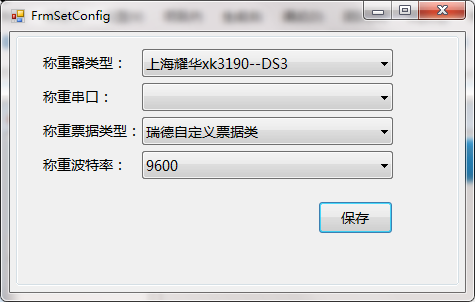 FrmSetConfig
称重器类型： 上海耀华xk3190--DS3
称重串口：
称重票据类型： 瑞德自定义票据类
称重波特率： 9600
保存